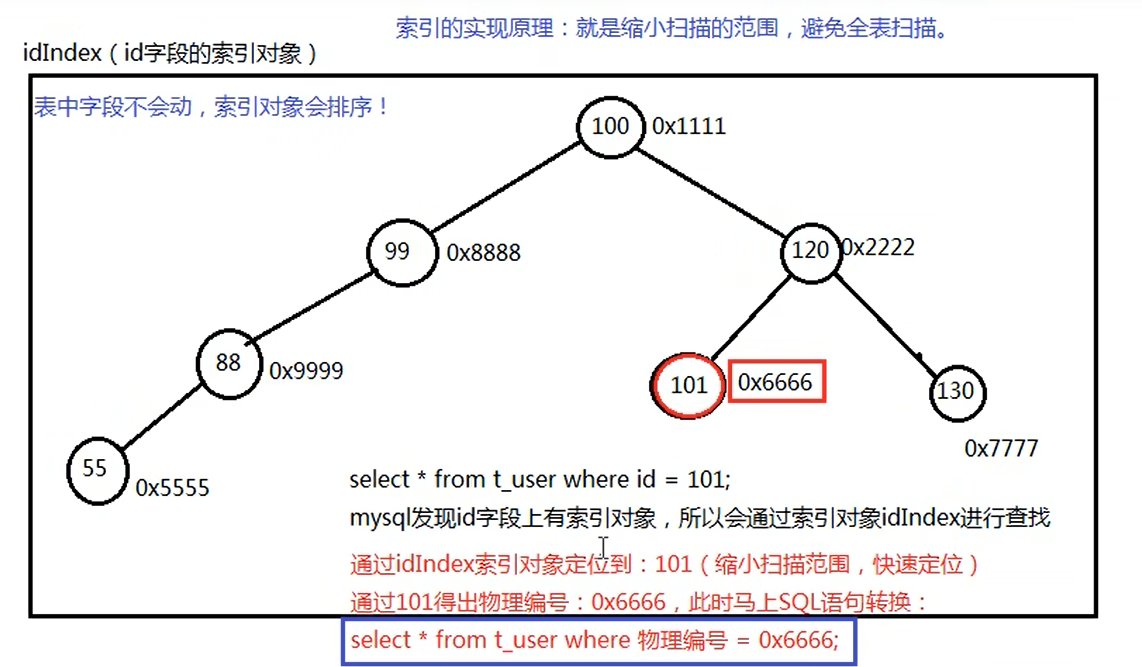 索引的实现原理：就是缩小扫描的范围，避免全表扫描。
idIndex（id字段的索引对象）
表中字段不会动，索引对象会排序！
100 0x1111
99 0x8888
120 0x2222
88 0x9999
101 0x6666
130
0x7777
55 0x5555
select * from t_user where id = 101;
mysql发现id字段上有索引对象，所以会通过索引对象idIndex进行查找
通过idIndex索引对象定位到：101（缩小扫描范围，快速定位）
通过101得出物理编号：0x6666，此时马上SQL语句转换：
select * from t_user where 物理编号 = 0x6666;